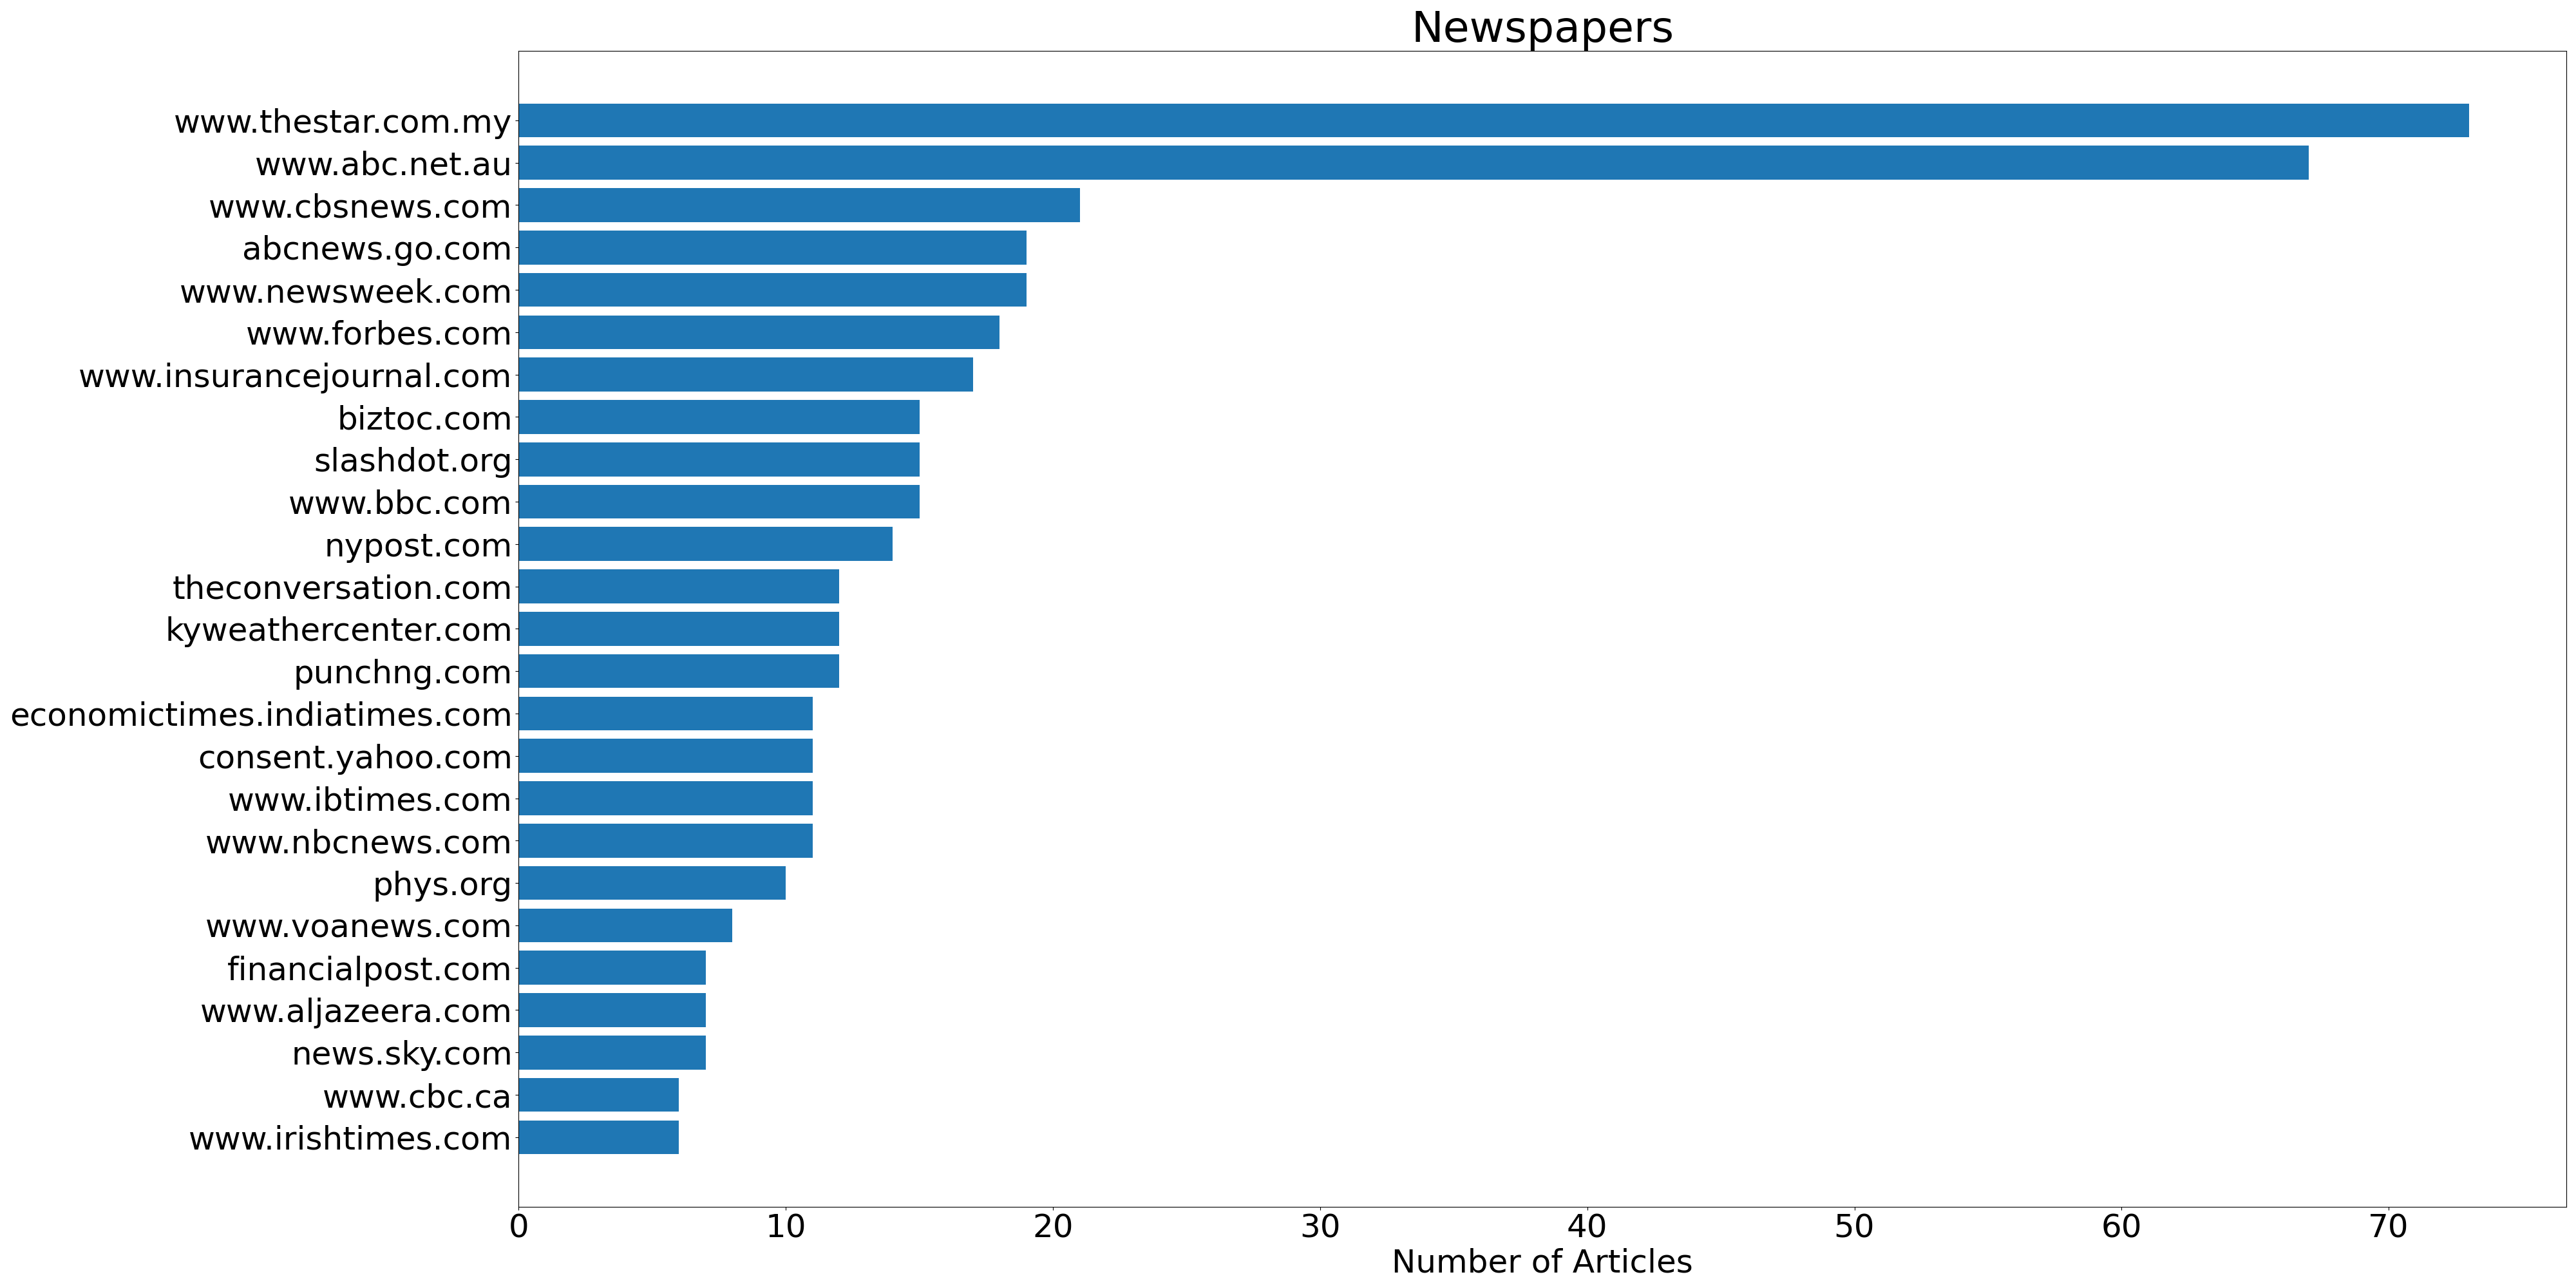 Newspapers
www.thestar.com.my
www.abc.net.au
www.cbsnews.com
abcnews.go.com
www.newsweek.com
www.forbes.com
www.insurancejournal.com
biztoc.com
slashdot.org
www.bbc.com
nypost.com
theconversation.com
kyweathercenter.com
punchng.com
economictimes.indiatimes.com
consent.yahoo.com
www.ibtimes.com
www.nbcnews.com
phys.org
www.voanews.com
financialpost.com
www.aljazeera.com
news.sky.com
www.cbc.ca
www.irishtimes.com
0 10 20 30 40 50 60 70
Number of Articles